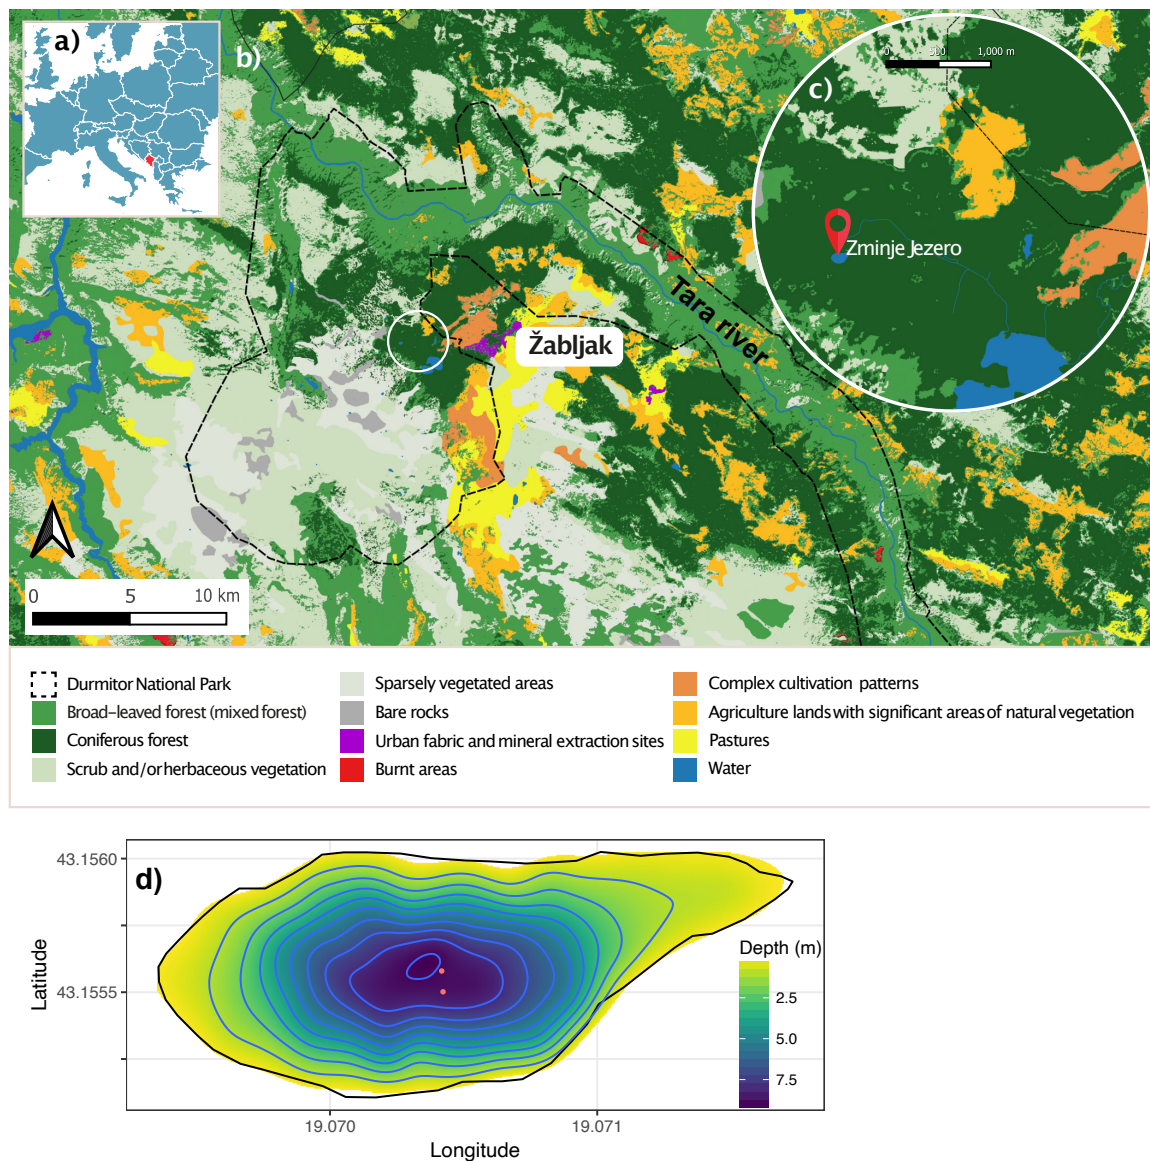 a)
b)
c)
0 500 1,000 m
Zminje Jezero
Tara river
Žabljak
0 5 10 km
Durmitor National Park
Broad-leaved forest (mixed forest)
Coniferous forest
Scrub and/or herbaceous vegetation
Sparsely vegetated areas
Bare rocks
Urban fabric and mineral extraction sites
Burnt areas
Complex cultivation patterns
Agriculture lands with significant areas of natural vegetation
Pastures
Water
d)
43.1560
43.1555
Latitude
Depth (m)
2.5
5.0
7.5
19.070 19.071
Longitude